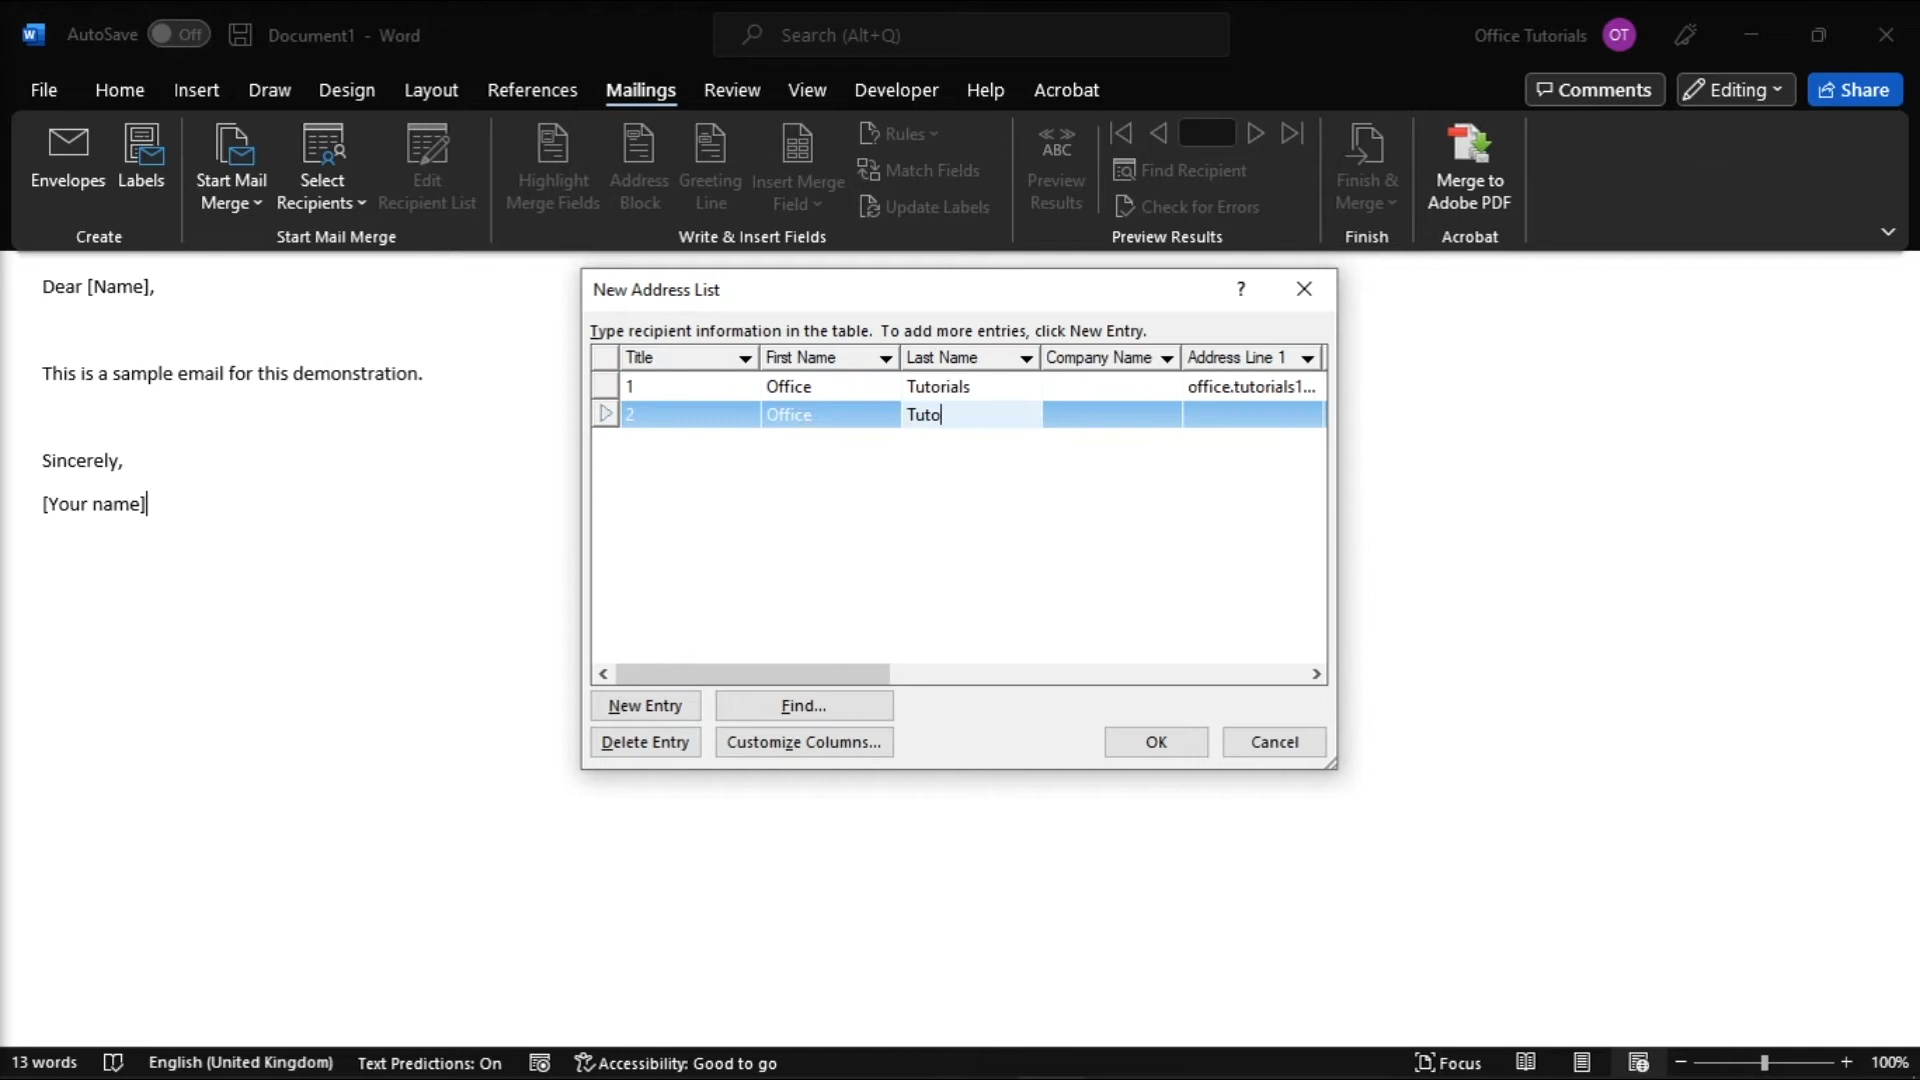 AutoSave Off Document1 - Word Search (Alt+Q) Office Tutorials OT
File Home Insert Draw Design Layout References Mailings Review View Developer Help Acrobat Comments Editing Share
Envelopes Labels
Create
Start Mail Merge
Select Recipients
Edit Recipient List
Start Mail Merge
Highlight Merge Fields
Address Block
Greeting Line
Insert Merge Field
Rules
Match Fields
Update Labels
Write & Insert Fields
ABC
Preview Results
Find Recipient
Check for Errors
Preview Results
Finish & Merge
Finish
Merge to Adobe PDF
Acrobat
Dear [Name],
This is a sample email for this demonstration.
Sincerely,
[Your name]
New Address List ?
Type recipient information in the table. To add more entries, click New Entry.
Title First Name Last Name Company Name Address Line 1
1 Office Tutorials office.tutorials1...
2 Office Tuto
New Entry Find...
Delete Entry Customize Columns... OK Cancel
13 words English (United Kingdom) Text Predictions: On Accessibility: Good to go Focus 100%